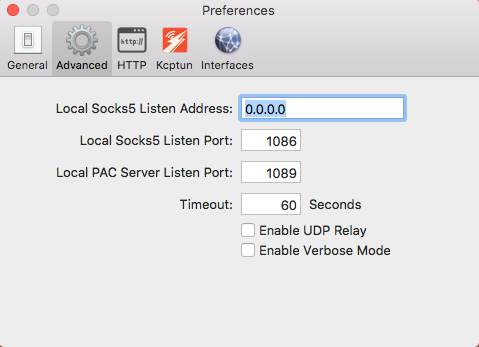 Preferences
General Advanced http:// HTTP Kcptun Interfaces
Local Socks5 Listen Address: 0.0.0.0
Local Socks5 Listen Port: 1086
Local PAC Server Listen Port: 1089
Timeout: 60 Seconds
Enable UDP Relay
Enable Verbose Mode